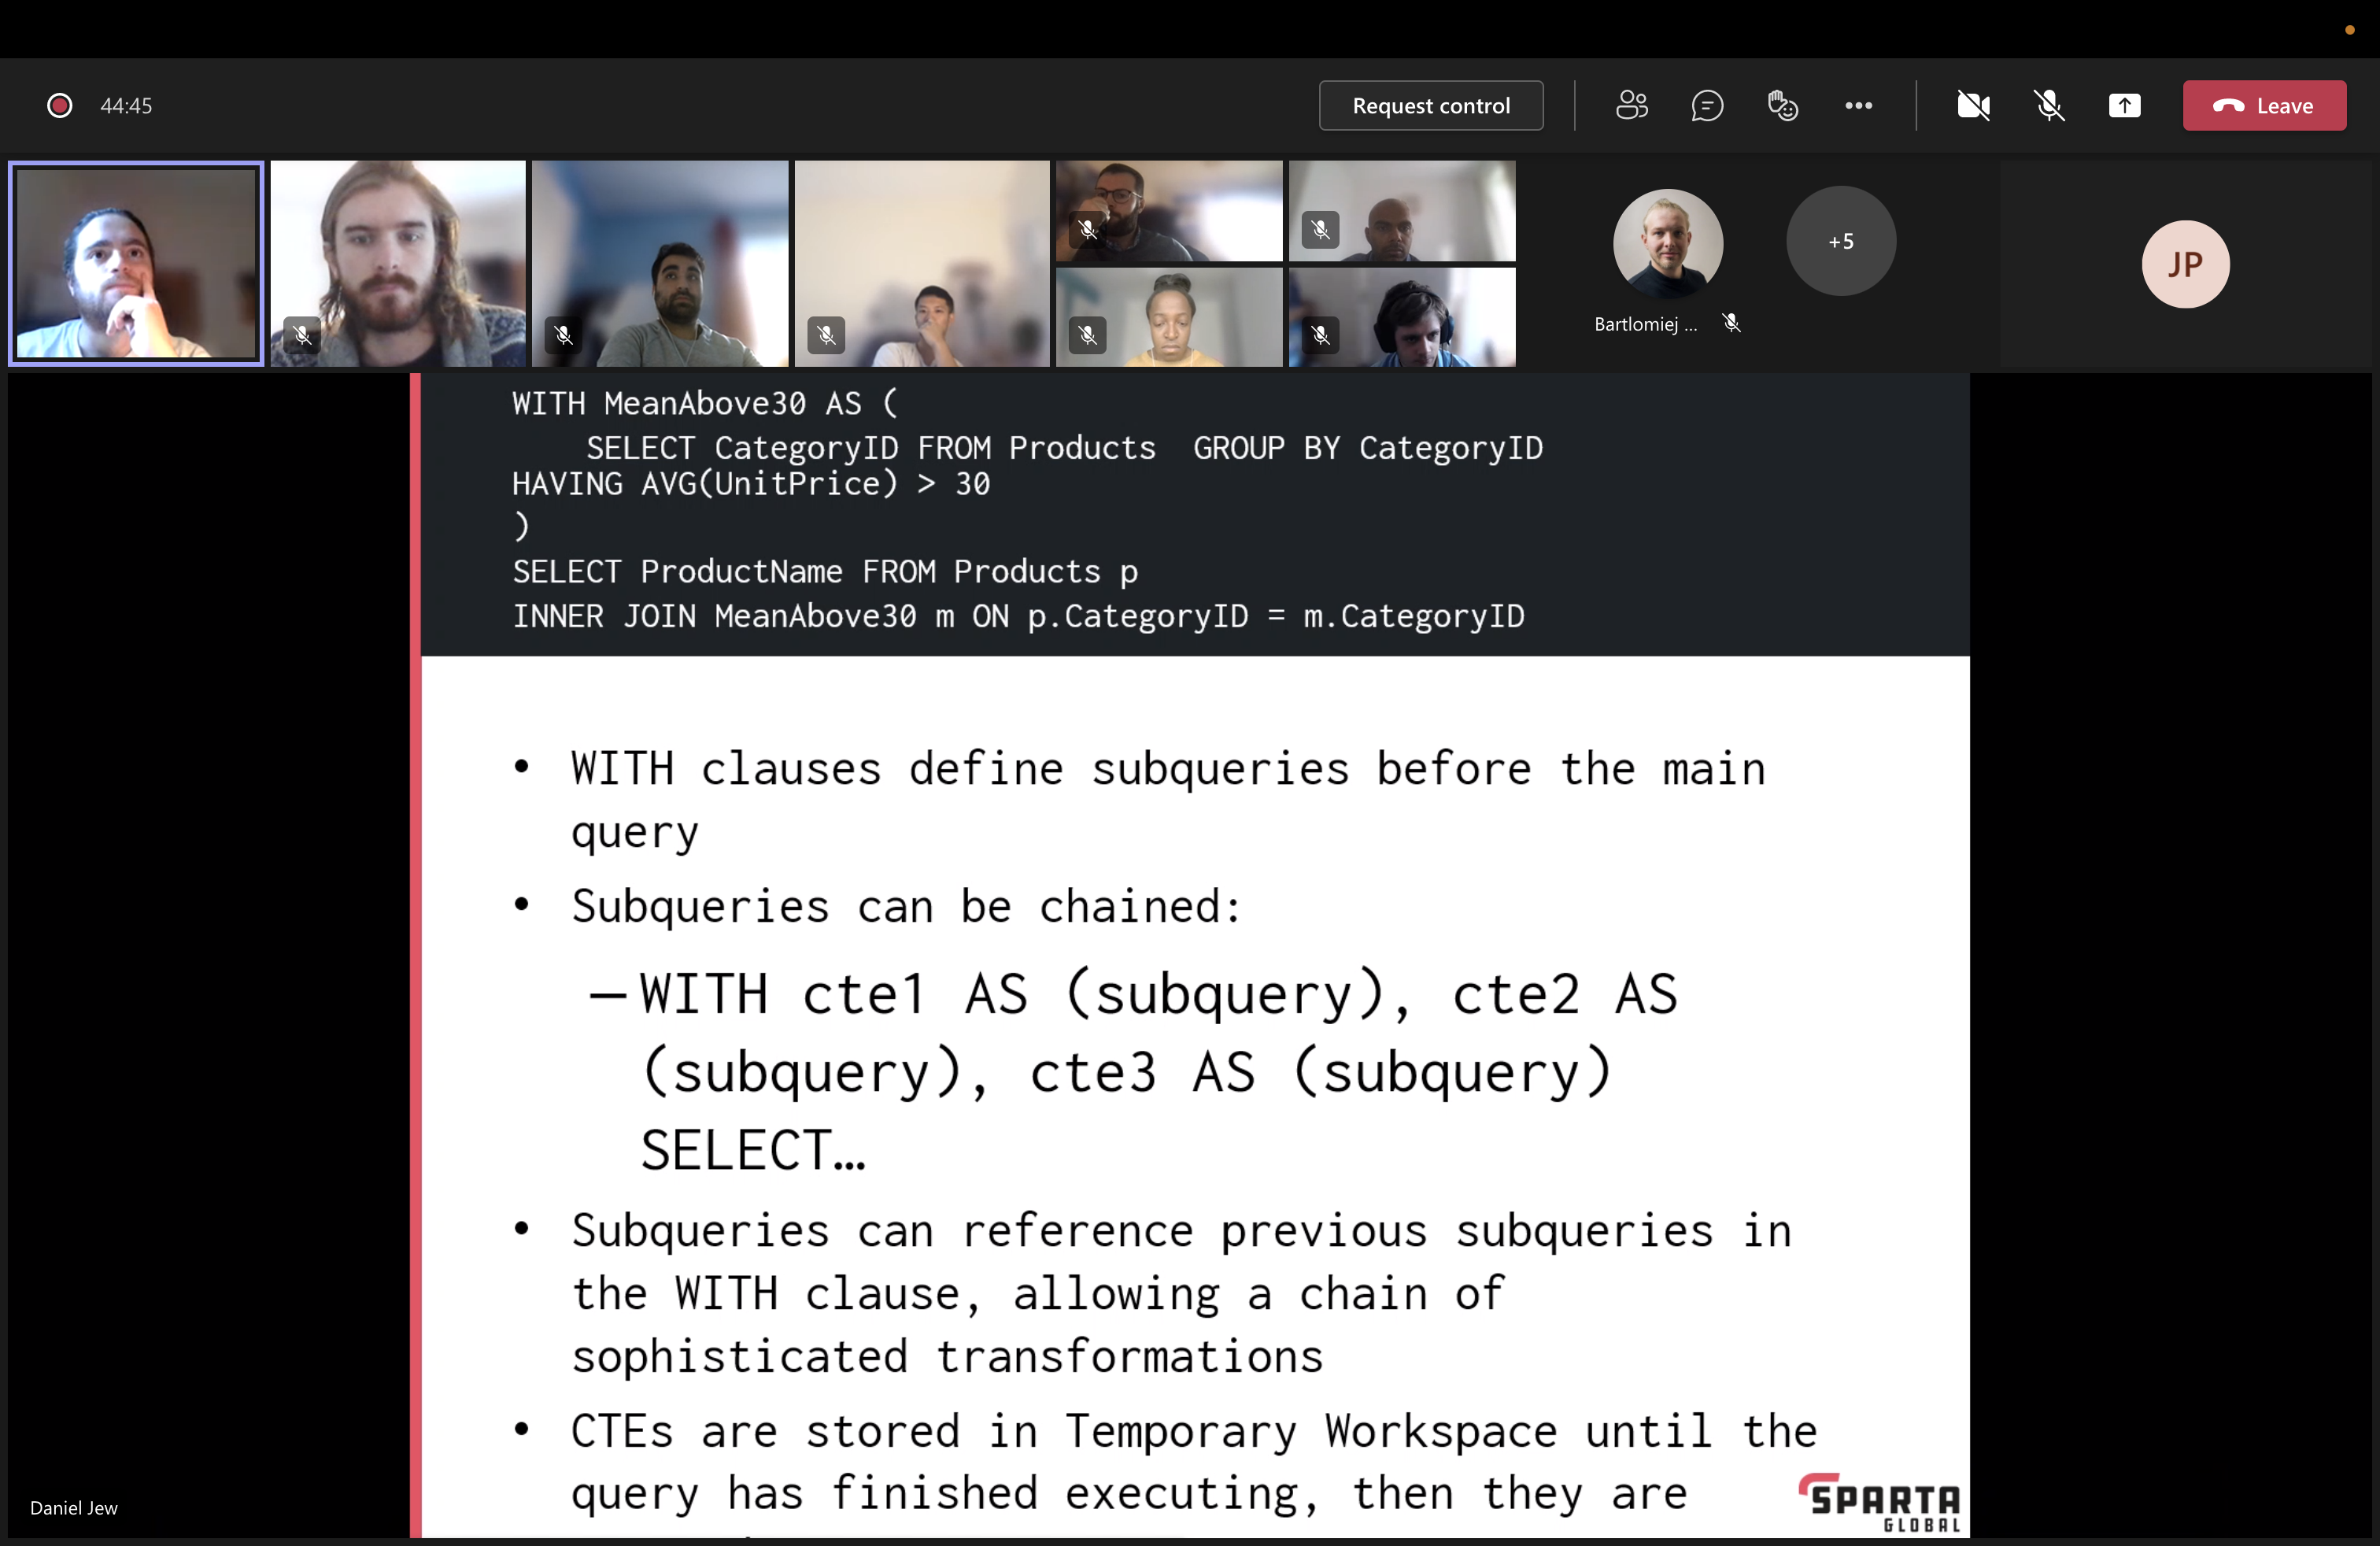 44:45
Request control
Leave
+5
JP
Bartlomiej ...
WITH MeanAbove30 AS (
    SELECT CategoryID FROM Products  GROUP BY CategoryID
HAVING AVG(UnitPrice) > 30
)
SELECT ProductName FROM Products p
INNER JOIN MeanAbove30 m ON p.CategoryID = m.CategoryID
• WITH clauses define subqueries before the main
query
• Subqueries can be chained:
– WITH cte1 AS (subquery), cte2 AS
(subquery), cte3 AS (subquery)
SELECT…
• Subqueries can reference previous subqueries in
the WITH clause, allowing a chain of
sophisticated transformations
• CTEs are stored in Temporary Workspace until the
query has finished executing, then they are
SPARTA
GLOBAL
Daniel Jew